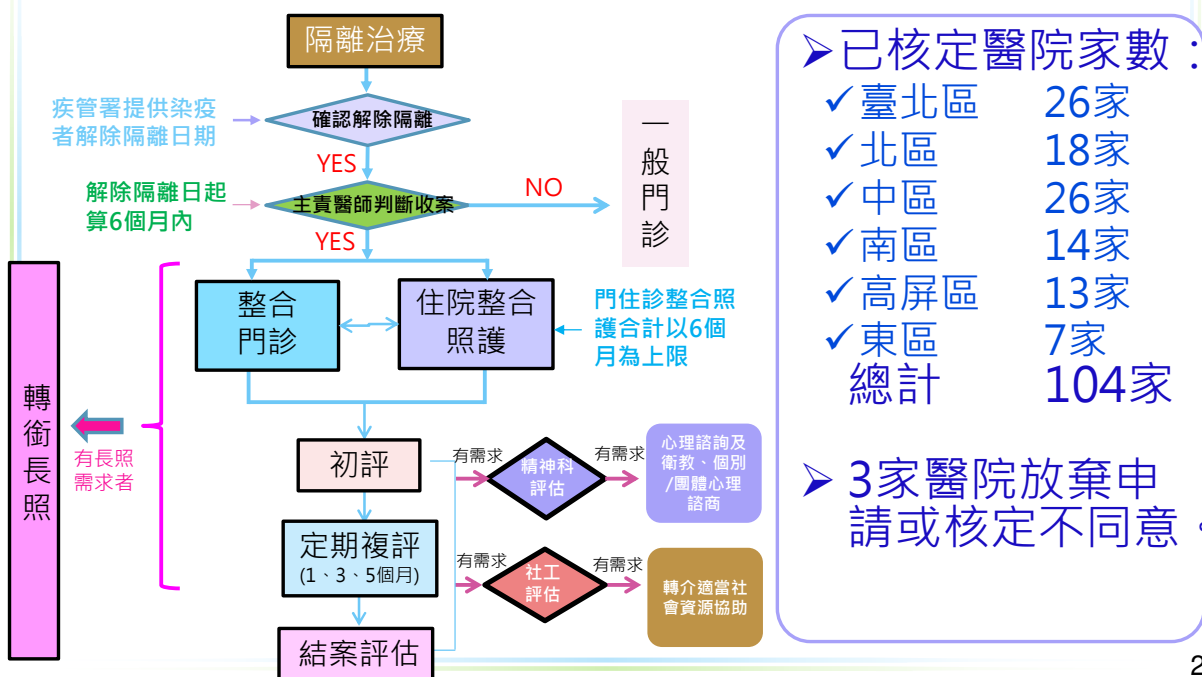 隔離治療
疾管署提供染疫
者解除隔離日期
確認解除隔離
YES
解除隔離日起
算6個月內
主責醫師判斷收案
NO
一
般
門
診
YES
整合
門診
住院整合
照護
門住診整合照
護合計以6個
月為上限
轉
銜
長
照
有長照
需求者
初評
有需求
精神科
評估
有需求
心理諮詢及
衛教、個別
/團體心理
諮商
定期複評
(1、3、5個月)
有需求
社工
評估
有需求
轉介適當社
會資源協助
結案評估
➢已核定醫院家數：
✓臺北區 26家
✓北區 18家
✓中區 26家
✓南區 14家
✓高屏區 13家
✓東區 7家
總計 104家
➢ 3家醫院放棄申
請或核定不同意。
2